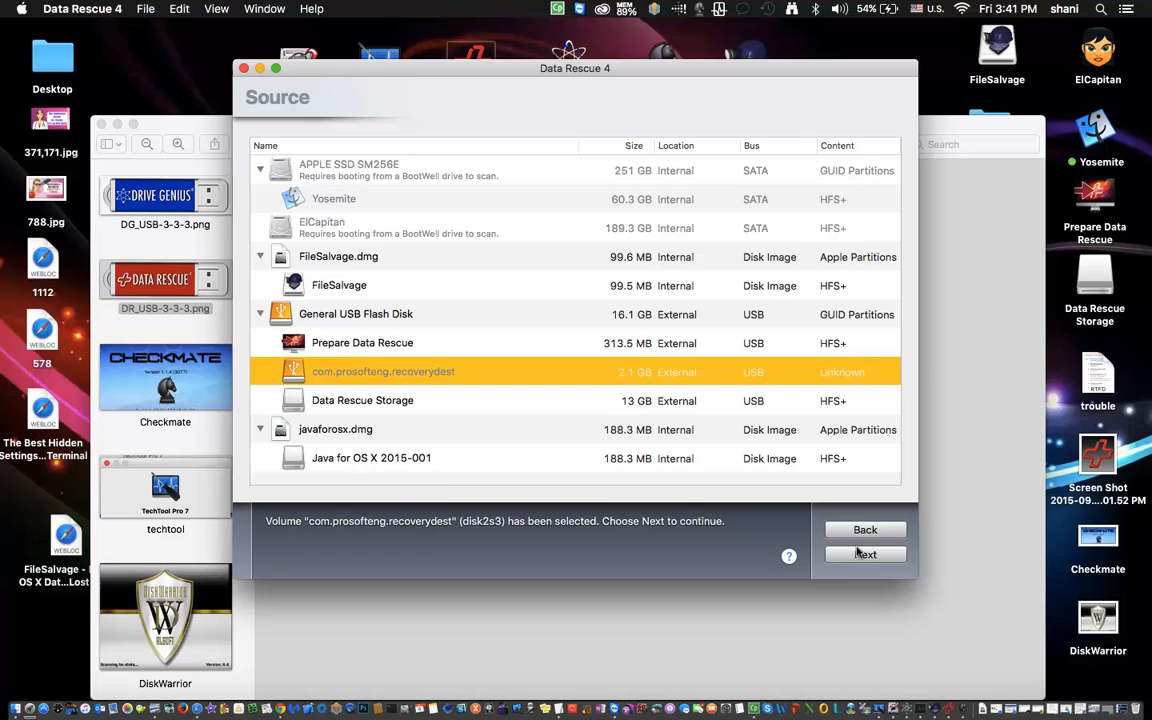 Data Rescue 4 File Edit View Window Help
MEM 89% 54% U.S. Fri 3:41 PM shani
Data Rescue 4
Source
Name Size Location Bus Content
APPLE SSD SM256E 251 GB Internal SATA GUID Partitions
Requires booting from a BootWell drive to scan.
Yosemite 60.3 GB Internal SATA HFS+
ElCapitan 189.3 GB Internal SATA HFS+
Requires booting from a BootWell drive to scan.
FileSalvage.dmg 99.6 MB Internal Disk Image Apple Partitions
FileSalvage 99.5 MB Internal Disk Image HFS+
General USB Flash Disk 16.1 GB External USB GUID Partitions
Prepare Data Rescue 313.5 MB External USB HFS+
com.prosofteng.recoverydest 2.1 GB External USB Unknown
Data Rescue Storage 13 GB External USB HFS+
javaforosx.dmg 188.3 MB Internal Disk Image Apple Partitions
Java for OS X 2015-001 188.3 MB Internal Disk Image HFS+
Volume "com.prosofteng.recoverydest" (disk2s3) has been selected. Choose Next to continue.
Back
?
Desktop
371,171.jpg
788.jpg
WEBLOC
1112
WEBLOC
578
WEBLOC
The Best Hidden
Settings...Terminal
WEBLOC
FileSalvage -
OS X Dat...Lost
DRIVE GENIUS
DG_USB-3-3-3.png
DATA RESCUE
DR_USB-3-3-3.png
CHECKMATE
Checkmate
TechTool Pro 7
techtool
ALSOFT
DiskWarrior
Search
FileSalvage
ElCapitan
Yosemite
Prepare Data
Rescue
Data Rescue
Storage
RTFD
trouble
Screen Shot
2015-09....01.52 PM
Checkmate
DiskWarrior